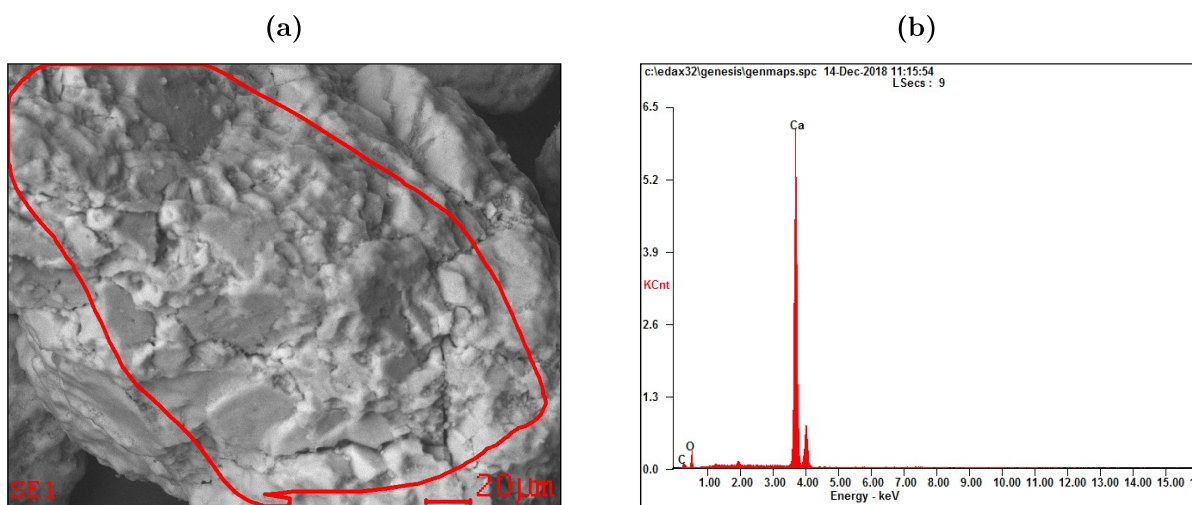 (a)
(b)
SE1
20μm
c:\edax32\genesis\genmaps.spc 14-Dec-2018 11:15:54
LSecs : 9
6.5
5.2
3.9
KCnt
2.6
1.3
0.0
Ca
O
C
1.00 2.00 3.00 4.00 5.00 6.00 7.00 8.00 9.00 10.00 11.00 12.00 13.00 14.00 15.00
Energy - keV